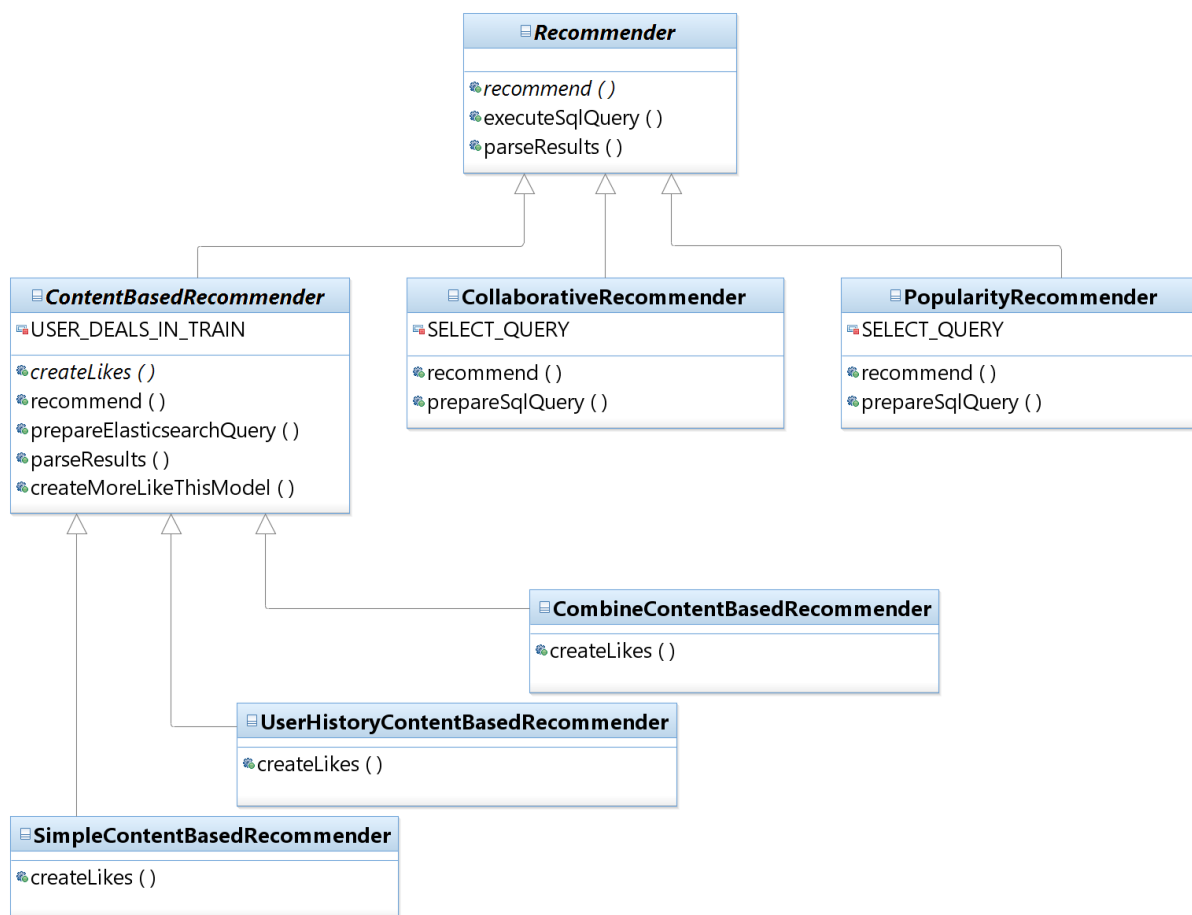 Recommender
recommend ( )
executeSqlQuery ( )
parseResults ( )
ContentBasedRecommender
USER_DEALS_IN_TRAIN
createLikes ( )
recommend ( )
prepareElasticsearchQuery ( )
parseResults ( )
createMoreLikeThisModel ( )
CollaborativeRecommender
SELECT_QUERY
recommend ( )
prepareSqlQuery ( )
PopularityRecommender
SELECT_QUERY
recommend ( )
prepareSqlQuery ( )
CombineContentBasedRecommender
createLikes ( )
UserHistoryContentBasedRecommender
createLikes ( )
SimpleContentBasedRecommender
createLikes ( )